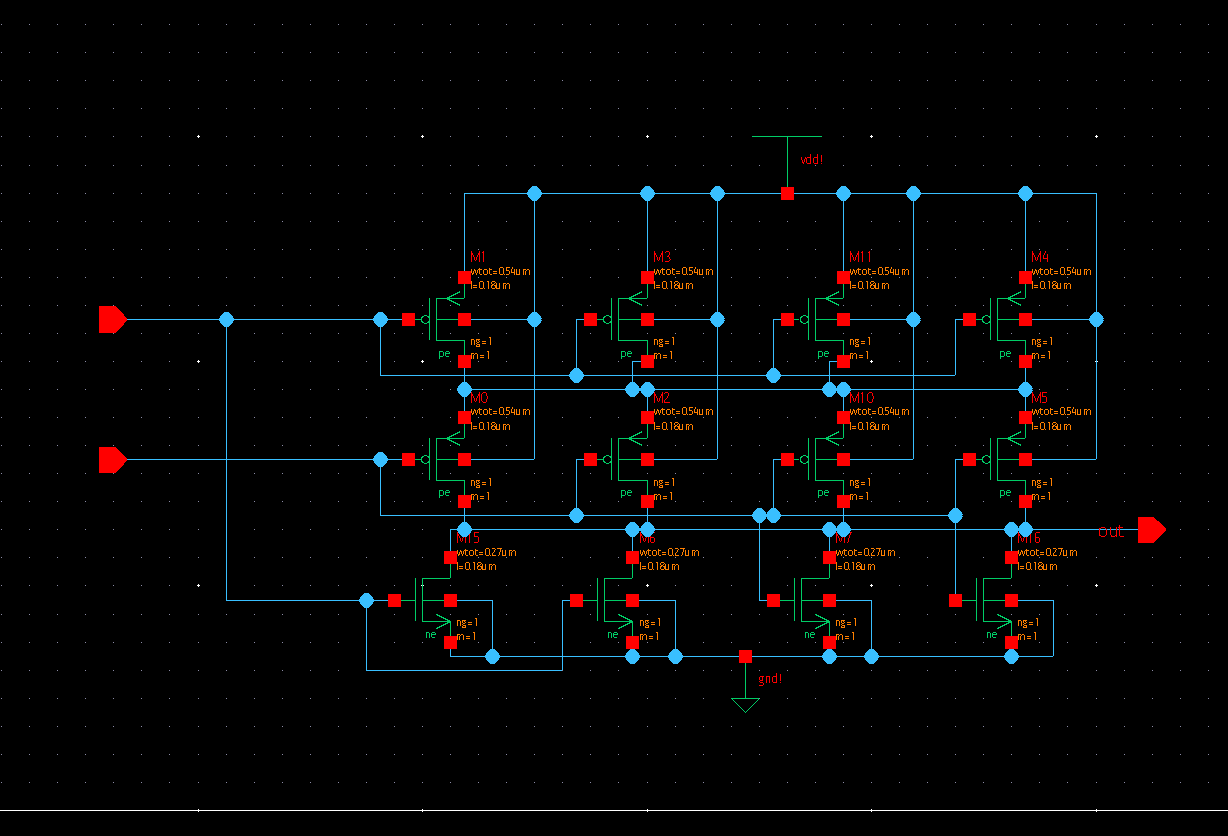 vdd!
M1
wtot=0.54um
l=0.18um
ng=1
m=1
pe
M3
wtot=0.54um
l=0.18um
ng=1
m=1
pe
M11
wtot=0.54um
l=0.18um
ng=1
m=1
pe
M4
wtot=0.54um
l=0.18um
ng=1
m=1
pe
M0
wtot=0.54um
l=0.18um
ng=1
m=1
pe
M2
wtot=0.54um
l=0.18um
ng=1
m=1
pe
M10
wtot=0.54um
l=0.18um
ng=1
m=1
pe
M5
wtot=0.54um
l=0.18um
ng=1
m=1
pe
out
M15
wtot=0.27um
l=0.18um
ng=1
m=1
ne
M6
wtot=0.27um
l=0.18um
ng=1
m=1
ne
M7
wtot=0.27um
l=0.18um
ng=1
m=1
ne
M16
wtot=0.27um
l=0.18um
ng=1
m=1
ne
gnd!